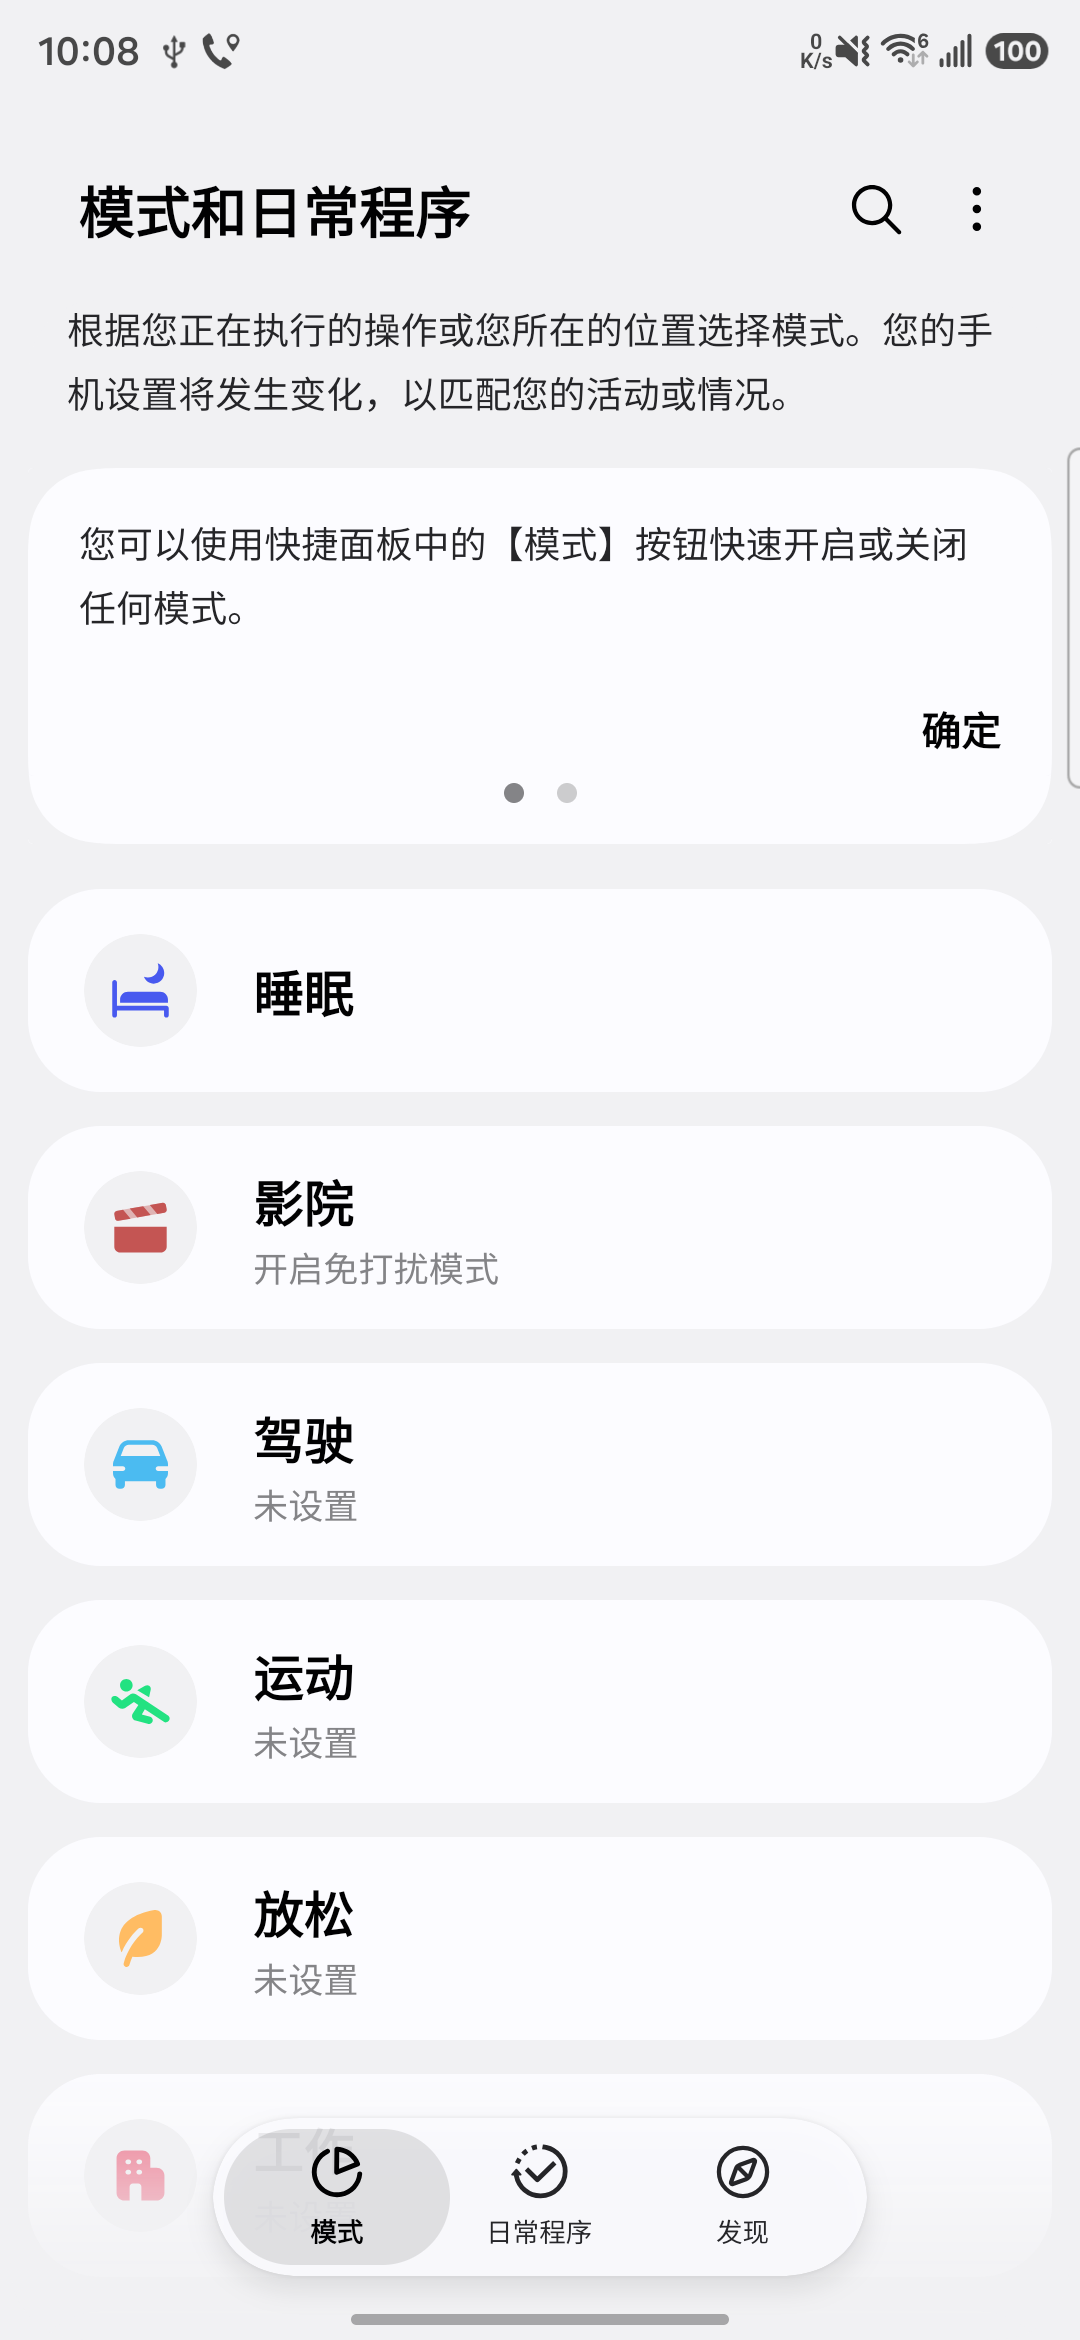 10:08
0
K/s
6
100
模式和日常程序
根据您正在执行的操作或您所在的位置选择模式。您的手
机设置将发生变化，以匹配您的活动或情况。
您可以使用快捷面板中的【模式】按钮快速开启或关闭
任何模式。
确定
睡眠
影院
开启免打扰模式
驾驶
未设置
运动
未设置
放松
未设置
工作
未设置
模式
日常程序
发现